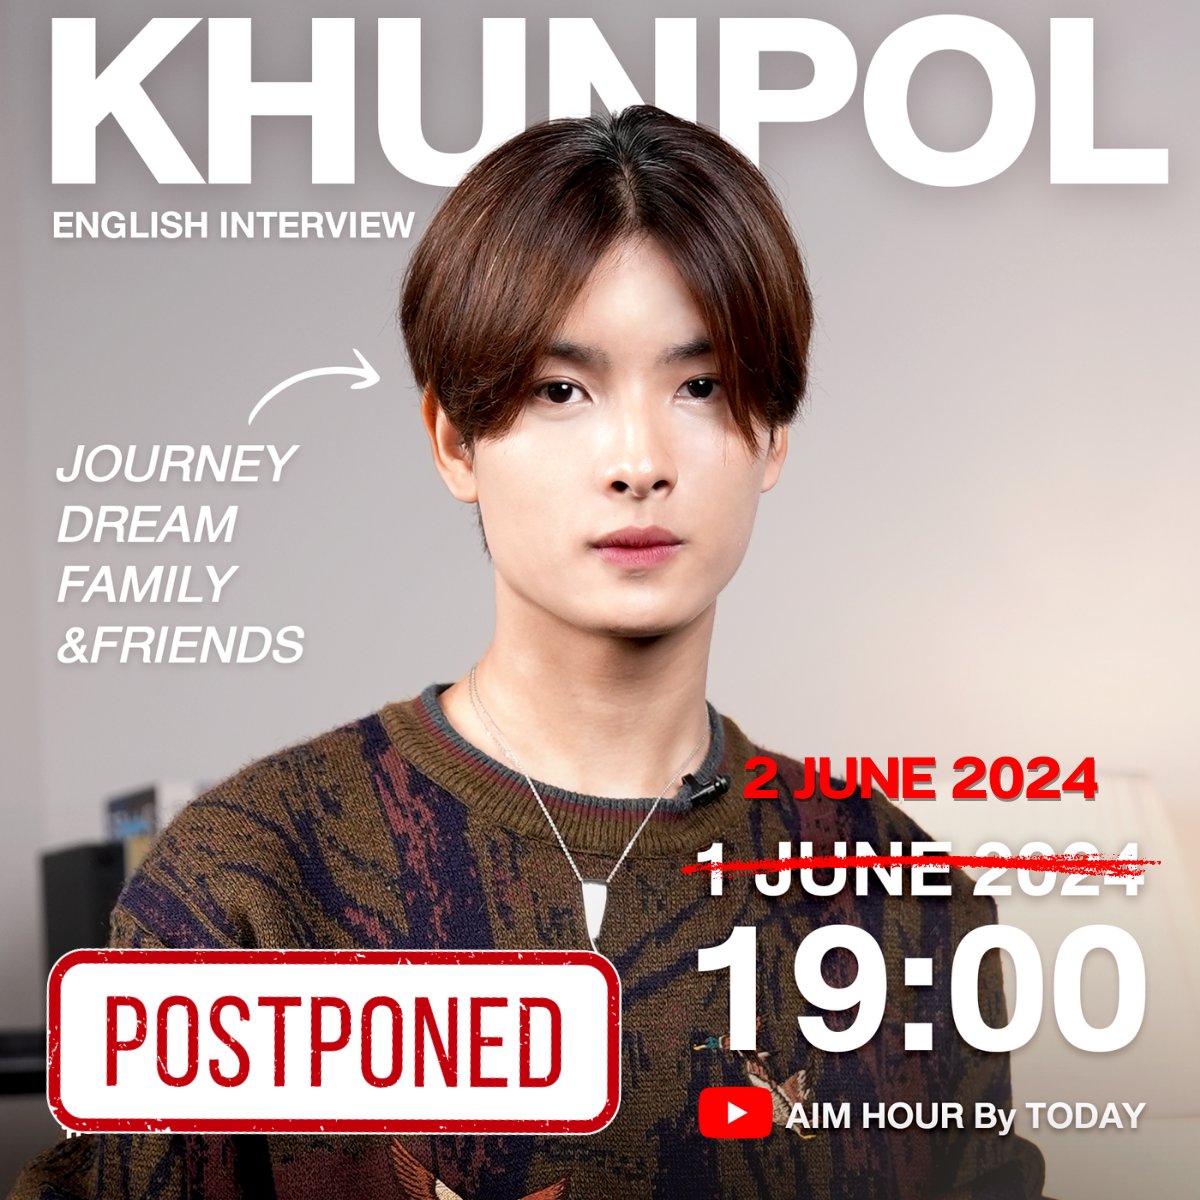 KHUNPOL
ENGLISH INTERVIEW
JOURNEY
DREAM
FAMILY
&FRIENDS
2 JUNE 2024
1 JUNE 2024
19:00
POSTPONED
AIM HOUR By TODAY